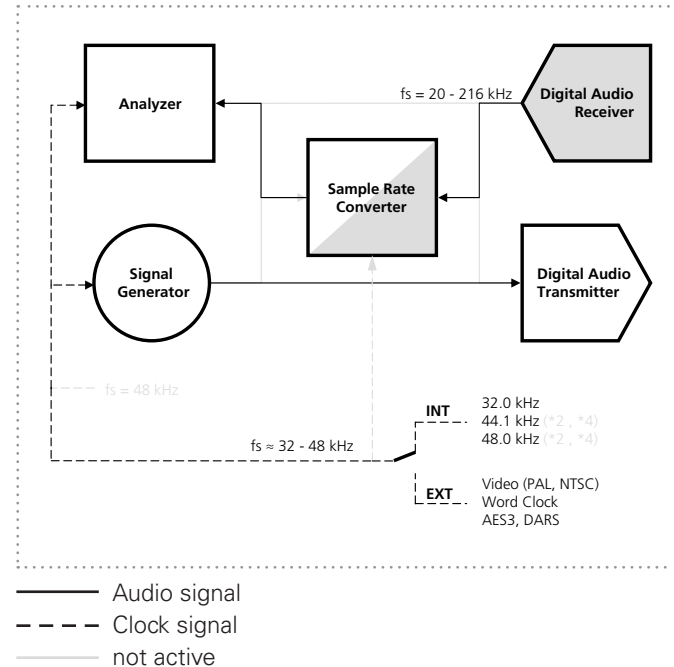 fs = 20 - 216 kHz
Analyzer
Digital Audio
Receiver
Sample Rate
Converter
Signal
Generator
Digital Audio
Transmitter
fs = 48 kHz
INT
32.0 kHz
44.1 kHz (*2 , *4)
48.0 kHz (*2 , *4)
fs ≈ 32 - 48 kHz
EXT
Video (PAL, NTSC)
Word Clock
AES3, DARS
Audio signal
Clock signal
not active